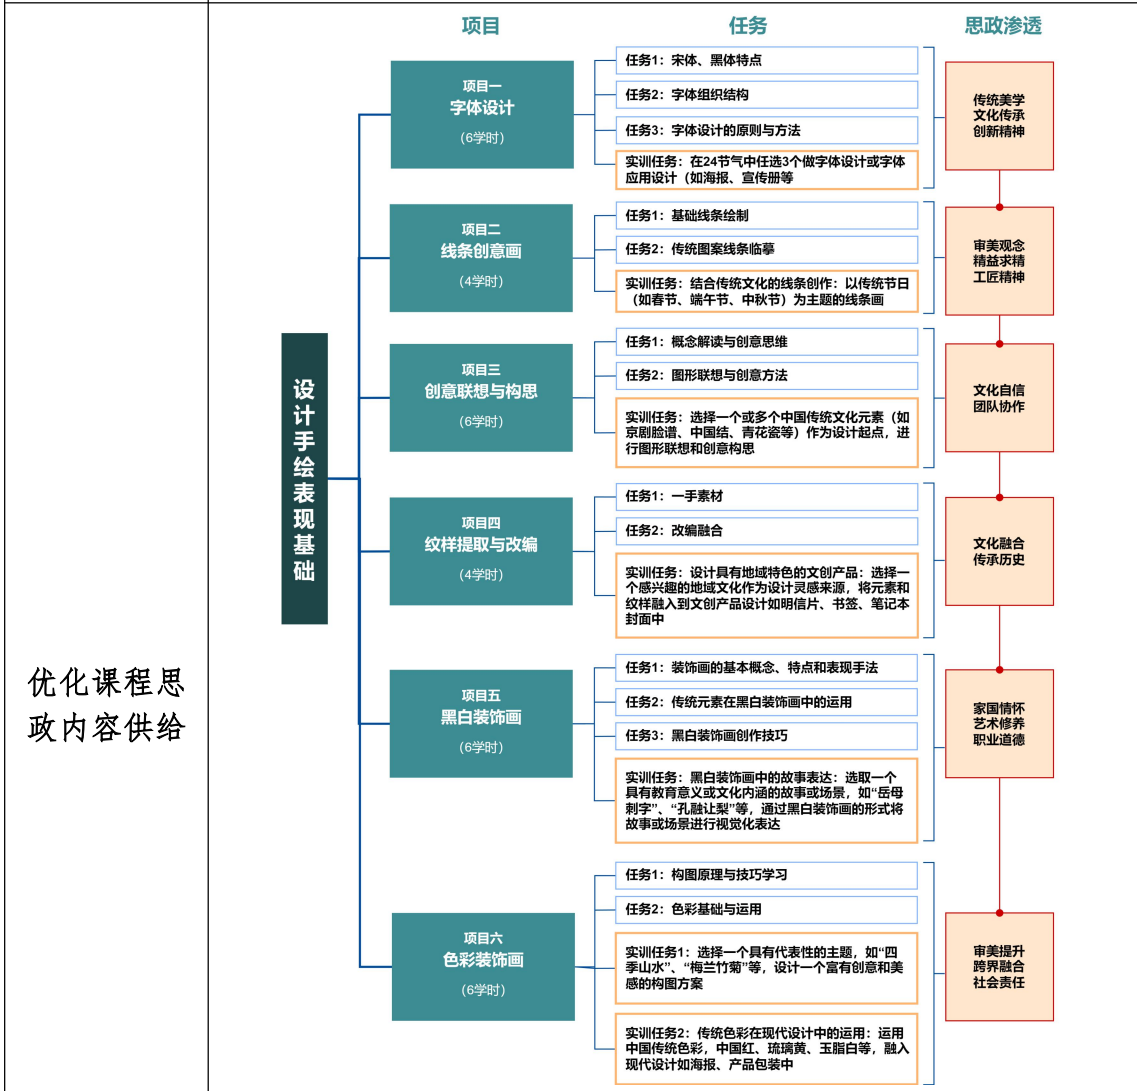 项目
任务
思政渗透
优化课程思
政内容供给
设计手绘表现基础
项目一
字体设计
（6学时）
任务1：宋体、黑体特点
任务2：字体组织结构
任务3：字体设计的原则与方法
实训任务：在24节气中任选3个做字体设计或字体
应用设计（如海报、宣传册等
传统美学
文化传承
创新精神
项目二
线条创意画
（4学时）
任务1：基础线条绘制
任务2：传统图案线条临摹
实训任务：结合传统文化的线条创作：以传统节日
（如春节、端午节、中秋节）为主题的线条画
审美观念
精益求精
工匠精神
项目三
创意联想与构思
（6学时）
任务1：概念解读与创意思维
任务2：图形联想与创意方法
实训任务：选择一个或多个中国传统文化元素（如
京剧脸谱、中国结、青花瓷等）作为设计起点，进
行图形联想和创意构思
文化自信
团队协作
项目四
纹样提取与改编
（4学时）
任务1：一手素材
任务2：改编融合
实训任务：设计具有地域特色的文创产品：选择一
个感兴趣的地域文化作为设计灵感来源，将元素和
纹样融入到文创产品设计如明信片、书签、笔记本
封面中
文化融合
传承历史
项目五
黑白装饰画
（6学时）
任务1：装饰画的基本概念、特点和表现手法
任务2：传统元素在黑白装饰画中的运用
任务3：黑白装饰画创作技巧
实训任务：黑白装饰画中的故事表达：选取一个
具有教育意义或文化内涵的故事或场景，如“岳母
刺字”、“孔融让梨”等，通过黑白装饰画的形式将
故事或场景进行视觉化表达
家国情怀
艺术修养
职业道德
项目六
色彩装饰画
（6学时）
任务1：构图原理与技巧学习
任务2：色彩基础与运用
实训任务1：选择一个具有代表性的主题，如“四
季山水”、“梅兰竹菊”等，设计一个富有创意和美
感的构图方案
实训任务2：传统色彩在现代设计中的运用：运用
中国传统色彩，中国红、琉璃黄、玉脂白等，融入
现代设计如海报、产品包装中
审美提升
跨界融合
社会责任